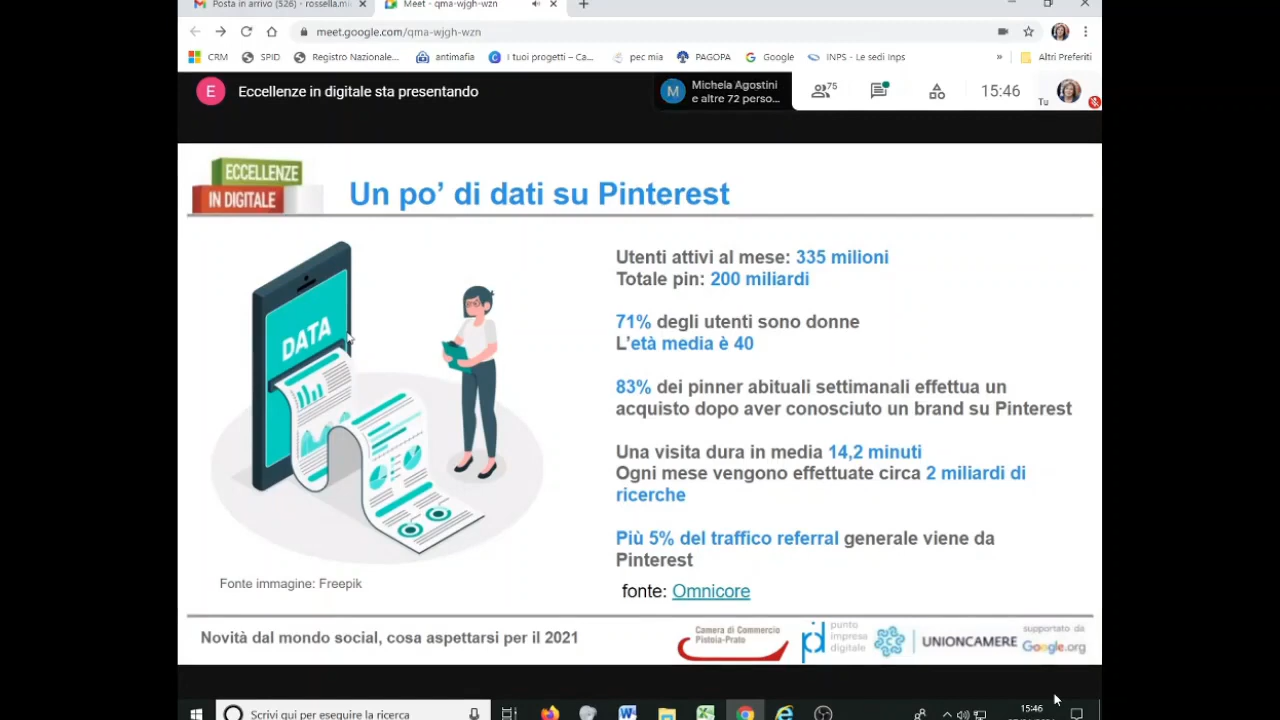 Posta in arrivo (526) - rossella.mi
Meet - qma-wjgh-wzn
meet.google.com/qma-wjgh-wzn
CRM
SPID
Registro Nazionale...
antimafia
I tuoi progetti – Ca...
pec mia
PAGOPA
Google
INPS - Le sedi Inps
»
Altri Preferiti
E
Eccellenze in digitale sta presentando
M
Michela Agostini
e altre 72 perso...
75
15:46
Tu
ECCELLENZE
IN DIGITALE
Un po’ di dati su Pinterest
DATA
Utenti attivi al mese: 335 milioni
Totale pin: 200 miliardi
71% degli utenti sono donne
L’età media è 40
83% dei pinner abituali settimanali effettua un
acquisto dopo aver conosciuto un brand su Pinterest
Una visita dura in media 14,2 minuti
Ogni mese vengono effettuate circa 2 miliardi di
ricerche
Più 5% del traffico referral generale viene da
Pinterest
fonte: Omnicore
Fonte immagine: Freepik
Novità dal mondo social, cosa aspettarsi per il 2021
Camera di Commercio
Pistoia-Prato
pid
punto
impresa
digitale
UNIONCAMERE
supportato da
Google.org
Scrivi qui per eseguire la ricerca
15:46